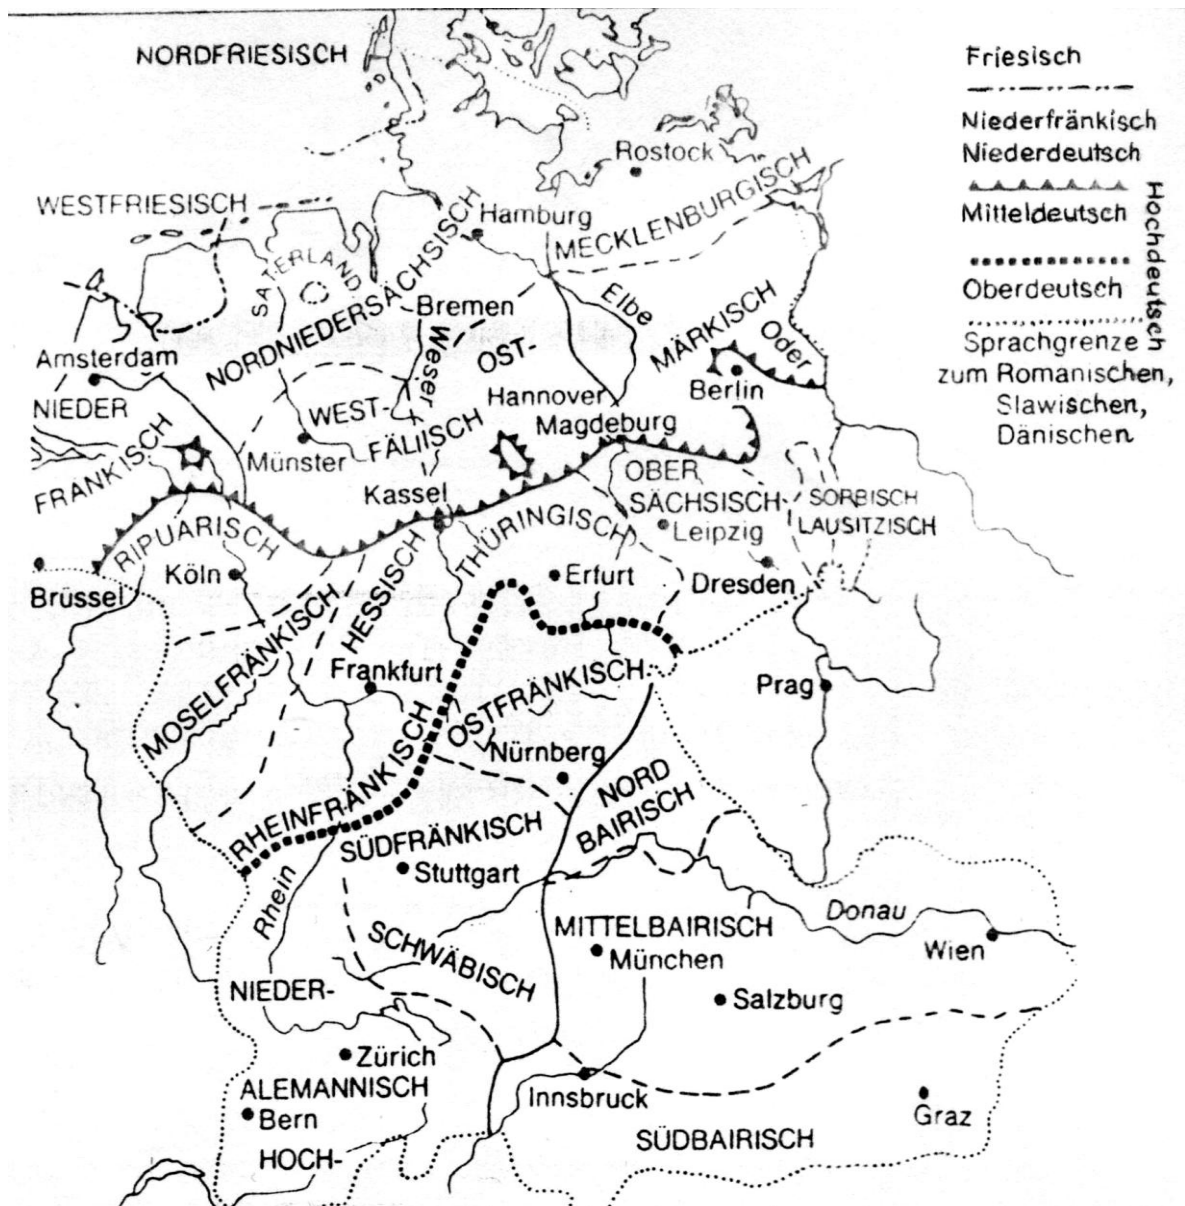 NORDFRIESISCH
Friesisch
Niederfränkisch
Niederdeutsch
Mitteldeutsch
Oberdeutsch
Hochdeutsch
Sprachgrenze
zum Romanischen,
Slawischen,
Dänischen
Rostock
WESTFRIESISCH
Hamburg
MECKLENBURGISCH
SATERLAND
NORDNIEDERSÄCHSISCH
Bremen
Elbe
Weser
OST-
MÄRKISCH
Oder
Amsterdam
Berlin
NIEDER
FRÄNKISCH
WEST-
FÄLIISCH
Hannover
Magdeburg
Münster
Kassel
OBER
SÄCHSISCH
Leipzig
SORBISCH
LAUSITZISCH
RIPUARISCH
THÜRINGISCH
Köln
Brüssel
HESSISCH
Erfurt
Dresden
MOSELFRÄNKISCH
Frankfurt
OSTFRÄNKISCH
Prag
Nürnberg
RHEINFRÄNKISCH
NORD
BAIRISCH
SÜDFRÄNKISCH
Stuttgart
Rhein
Donau
SCHWÄBISCH
MITTELBAIRISCH
München
Wien
NIEDER-
Salzburg
Zürich
ALEMANNISCH
Innsbruck
Bern
Graz
HOCH-
SÜDBAIRISCH